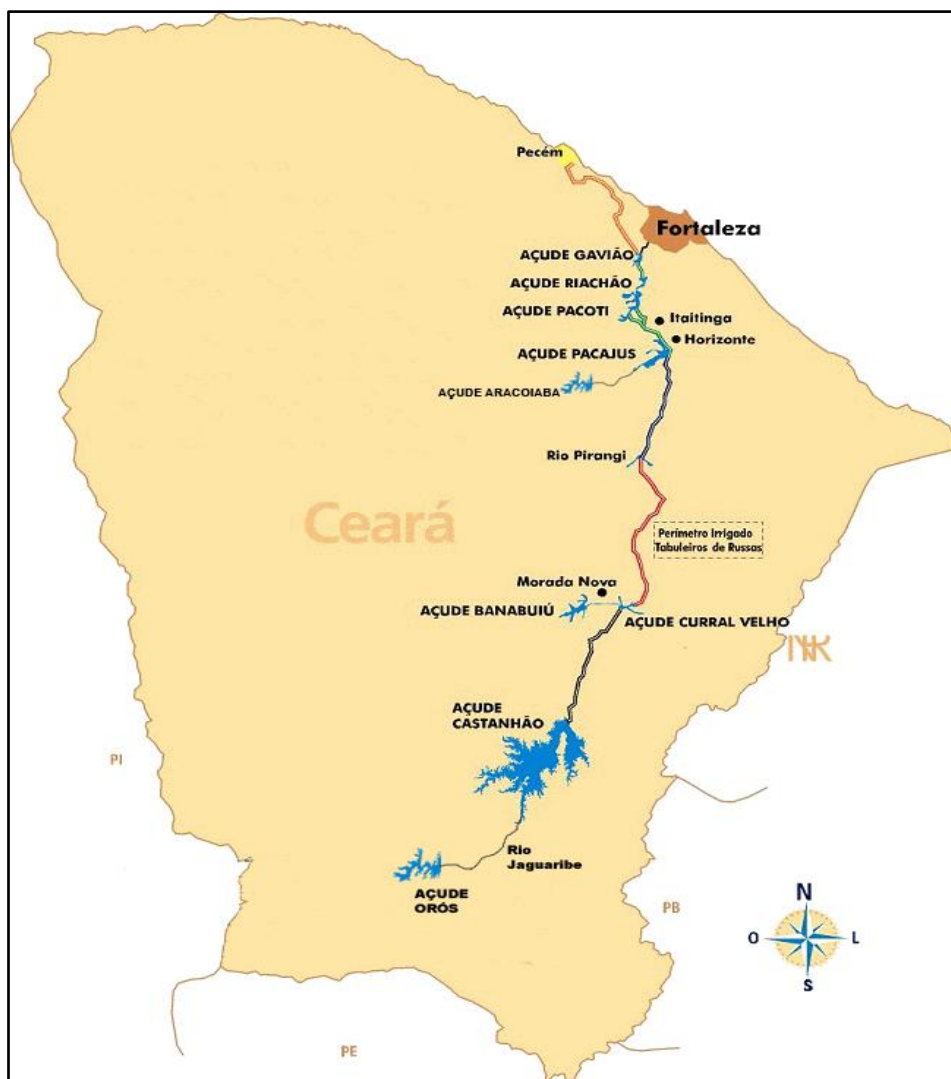 Pecém
Fortaleza
AÇUDE GAVIÃO
AÇUDE RIACHÃO
AÇUDE PACOTI
Itaitinga
Horizonte
AÇUDE PACAJUS
AÇUDE ARACOIABA
Rio Pirangi
Ceará
Perímetro Irrigado
Tabuleiros de Russas
Morada Nova
AÇUDE BANABUIÚ
AÇUDE CURRAL VELHO
AÇUDE
CASTANHÃO
PI
Rio
Jaguaribe
AÇUDE
ORÓS
PB
N
O
L
S
PE